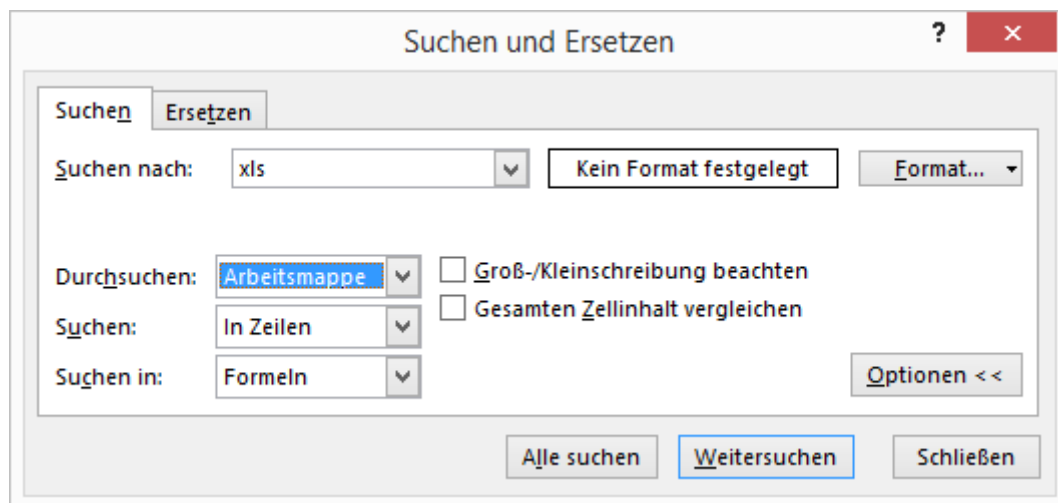 Suchen und Ersetzen ?
Suchen Ersetzen
Suchen nach: xls Kein Format festgelegt Format...
Durchsuchen: Arbeitsmappe Groß-/Kleinschreibung beachten
Gesamten Zellinhalt vergleichen
Suchen: In Zeilen
Suchen in: Formeln Optionen <<
Alle suchen Weitersuchen Schließen